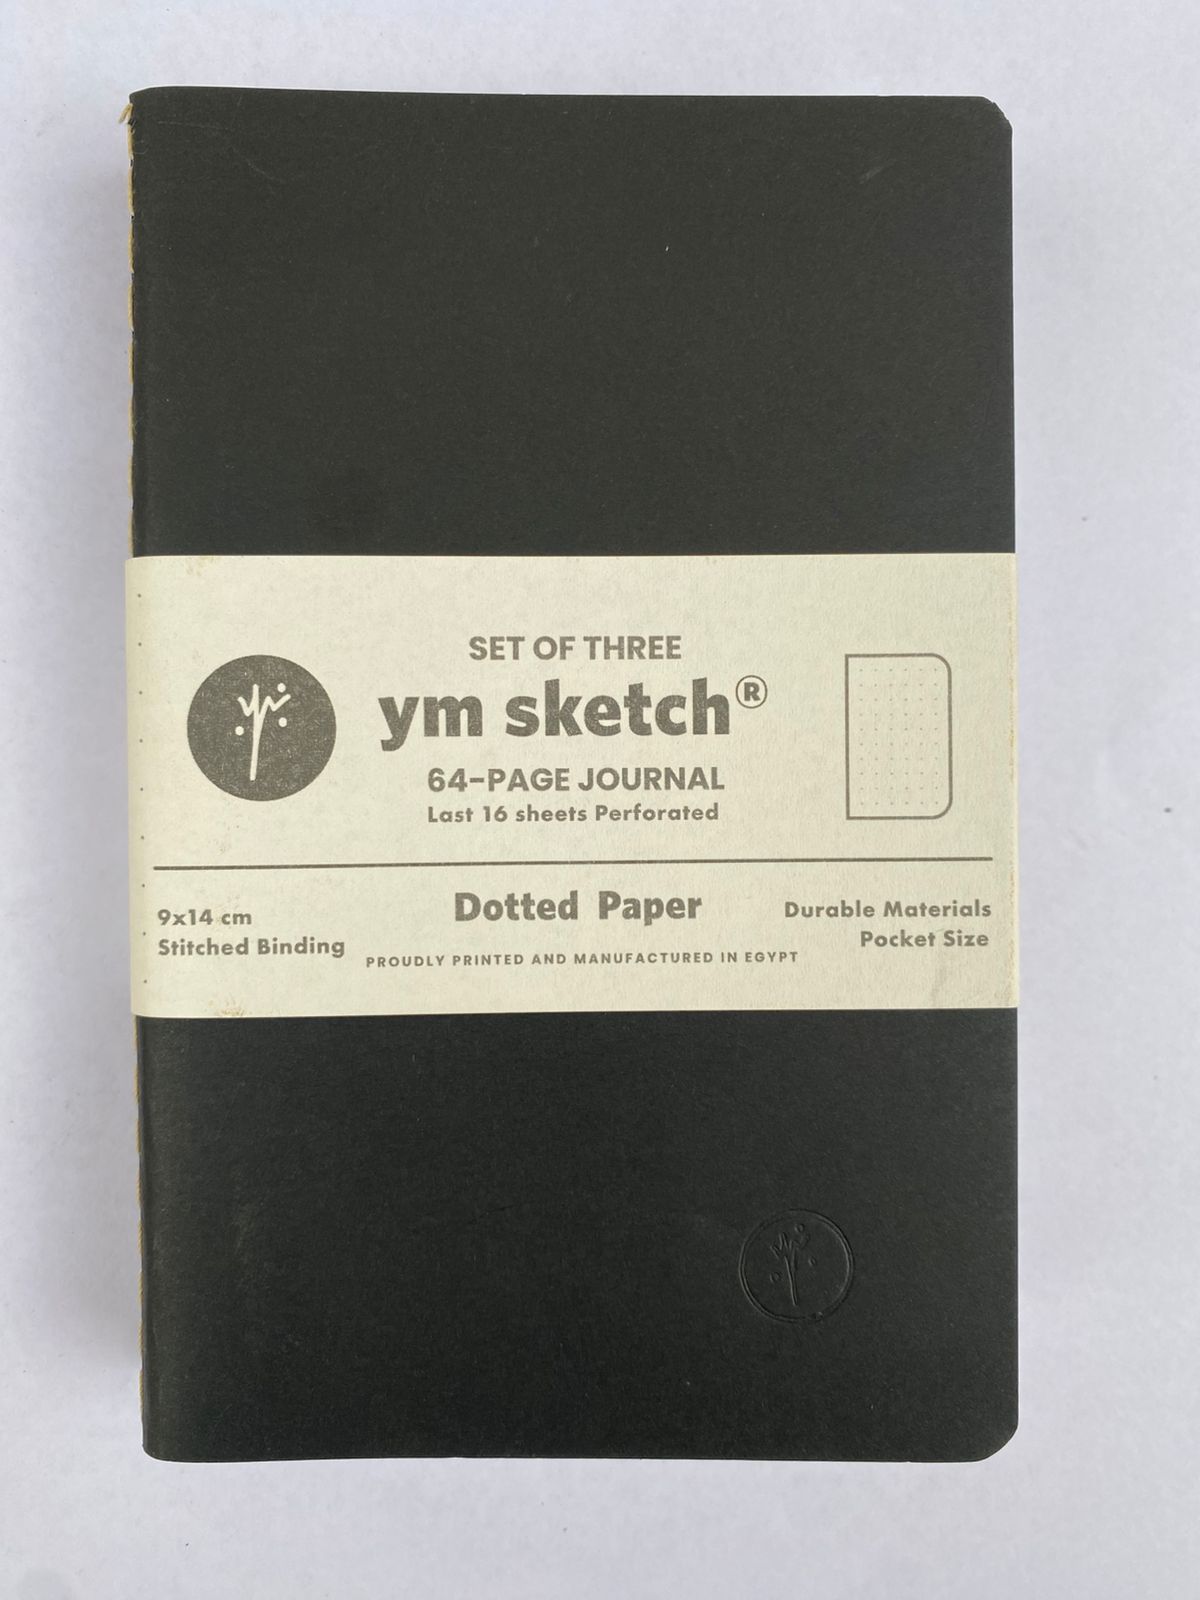 SET OF THREE
ym sketch®
64-PAGE JOURNAL
Last 16 sheets Perforated
9x14 cm
Stitched Binding
Dotted Paper
PROUDLY PRINTED AND MANUFACTURED IN EGYPT
Durable Materials
Pocket Size